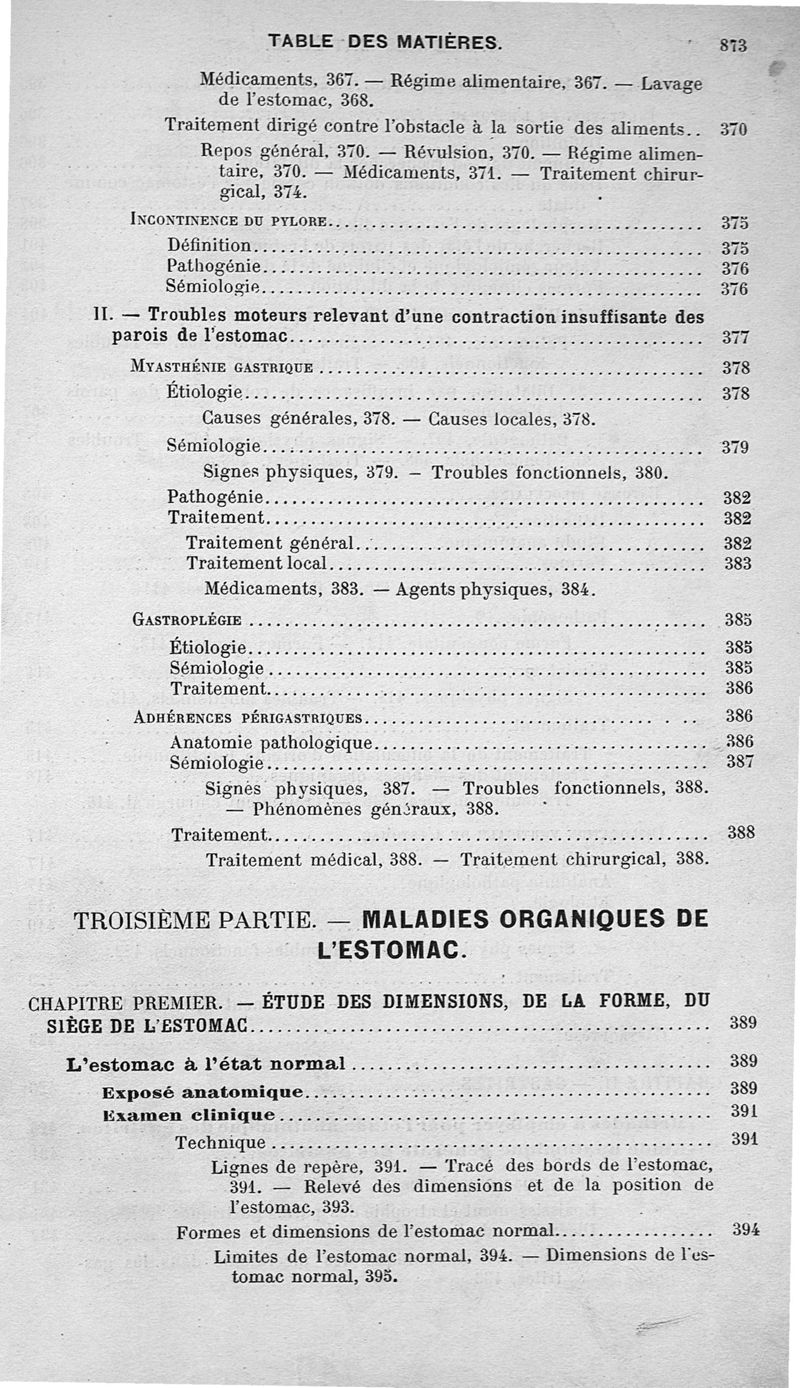 TABLE DES MATIÈRES. 873
Médicaments, 367. — Régime alimentaire, 367. — Lavage
de l'estomac, 368.
Traitement dirigé contre l'obstacle à la sortie des aliments.. 370
Repos général, 370. — Révulsion, 370. — Régime alimen-
taire, 370. — Médicaments, 371. — Traitement chirur-
gical, 374.
INCONTINENCE DU PYLORE........................................ 375
Définition.................................................. 375
Pathogénie................................................. 376
Sémiologie................................................. 376
II. — Troubles moteurs relevant d'une contraction insuffisante des
parois de l'estomac............................................. 377
MYASTHÉNIE GASTRIQUE ......................................... 378
Étiologie................................................... 378
Causes générales, 378. — Causes locales, 378.
Sémiologie................................................. 379
Signes physiques, 379. — Troubles fonctionnels, 380.
Pathogénie................................................. 382
Traitement................................................. 382
Traitement général....................................... 382
Traitement local.......................................... 383
Médicaments, 383. — Agents physiques, 384.
GASTROPLÉGIE .................................................. 385
Étiologie................................................... 385
Sémiologie ................................................ 385
Traitement................................................. 386
ADHÉRENCES PÉRIGASTRIQUES..................................... 386
Anatomie pathologique..................................... 386
Sémiologie................................................. 387
Signes physiques, 387. — Troubles fonctionnels, 388.
— Phénomènes généraux, 388.
Traitement................................................. 388
Traitement médical, 388. — Traitement chirurgical, 388.
TROISIÈME PARTIE. — MALADIES ORGANIQUES DE
L'ESTOMAC.
CHAPITRE PREMIER. — ÉTUDE DES DIMENSIONS, DE LA FORME, DU
SIÈGE DE L'ESTOMAC.................................................. 389
L'estomac à l'état normal ........................................ 389
Exposé anatomique............................................. 389
Examen clinique................................................ 391
Technique ................................................. 391
Lignes de repère, 391. — Tracé des bords de l'estomac,
391. — Relevé des dimensions et de la position de
l'estomac, 393.
Formes et dimensions de l'estomac normal.................. 394
Limites de l'estomac normal, 394. — Dimensions de l'es-
tomac normal, 395.